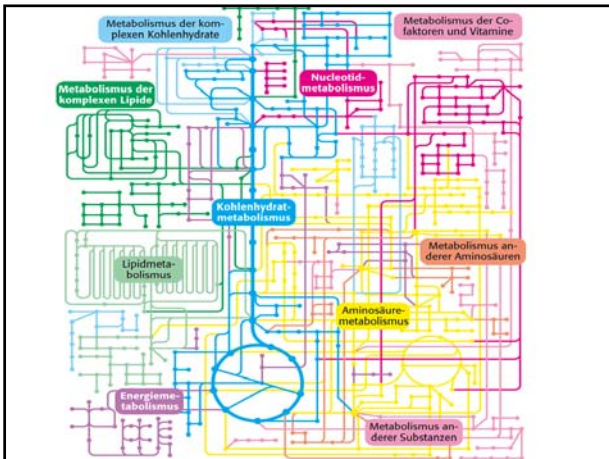 Metabolismus der kom-
plexen Kohlenhydrate
Metabolismus der Co-
faktoren und Vitamine
Nucleotid-
metabolismus
Metabolismus der
komplexen Lipide
Kohlenhydrat-
metabolismus
Metabolismus an-
derer Aminosäuren
Lipidmeta-
bolismus
Aminosäure-
metabolismus
Energieme-
tabolismus
Metabolismus an-
derer Substanzen